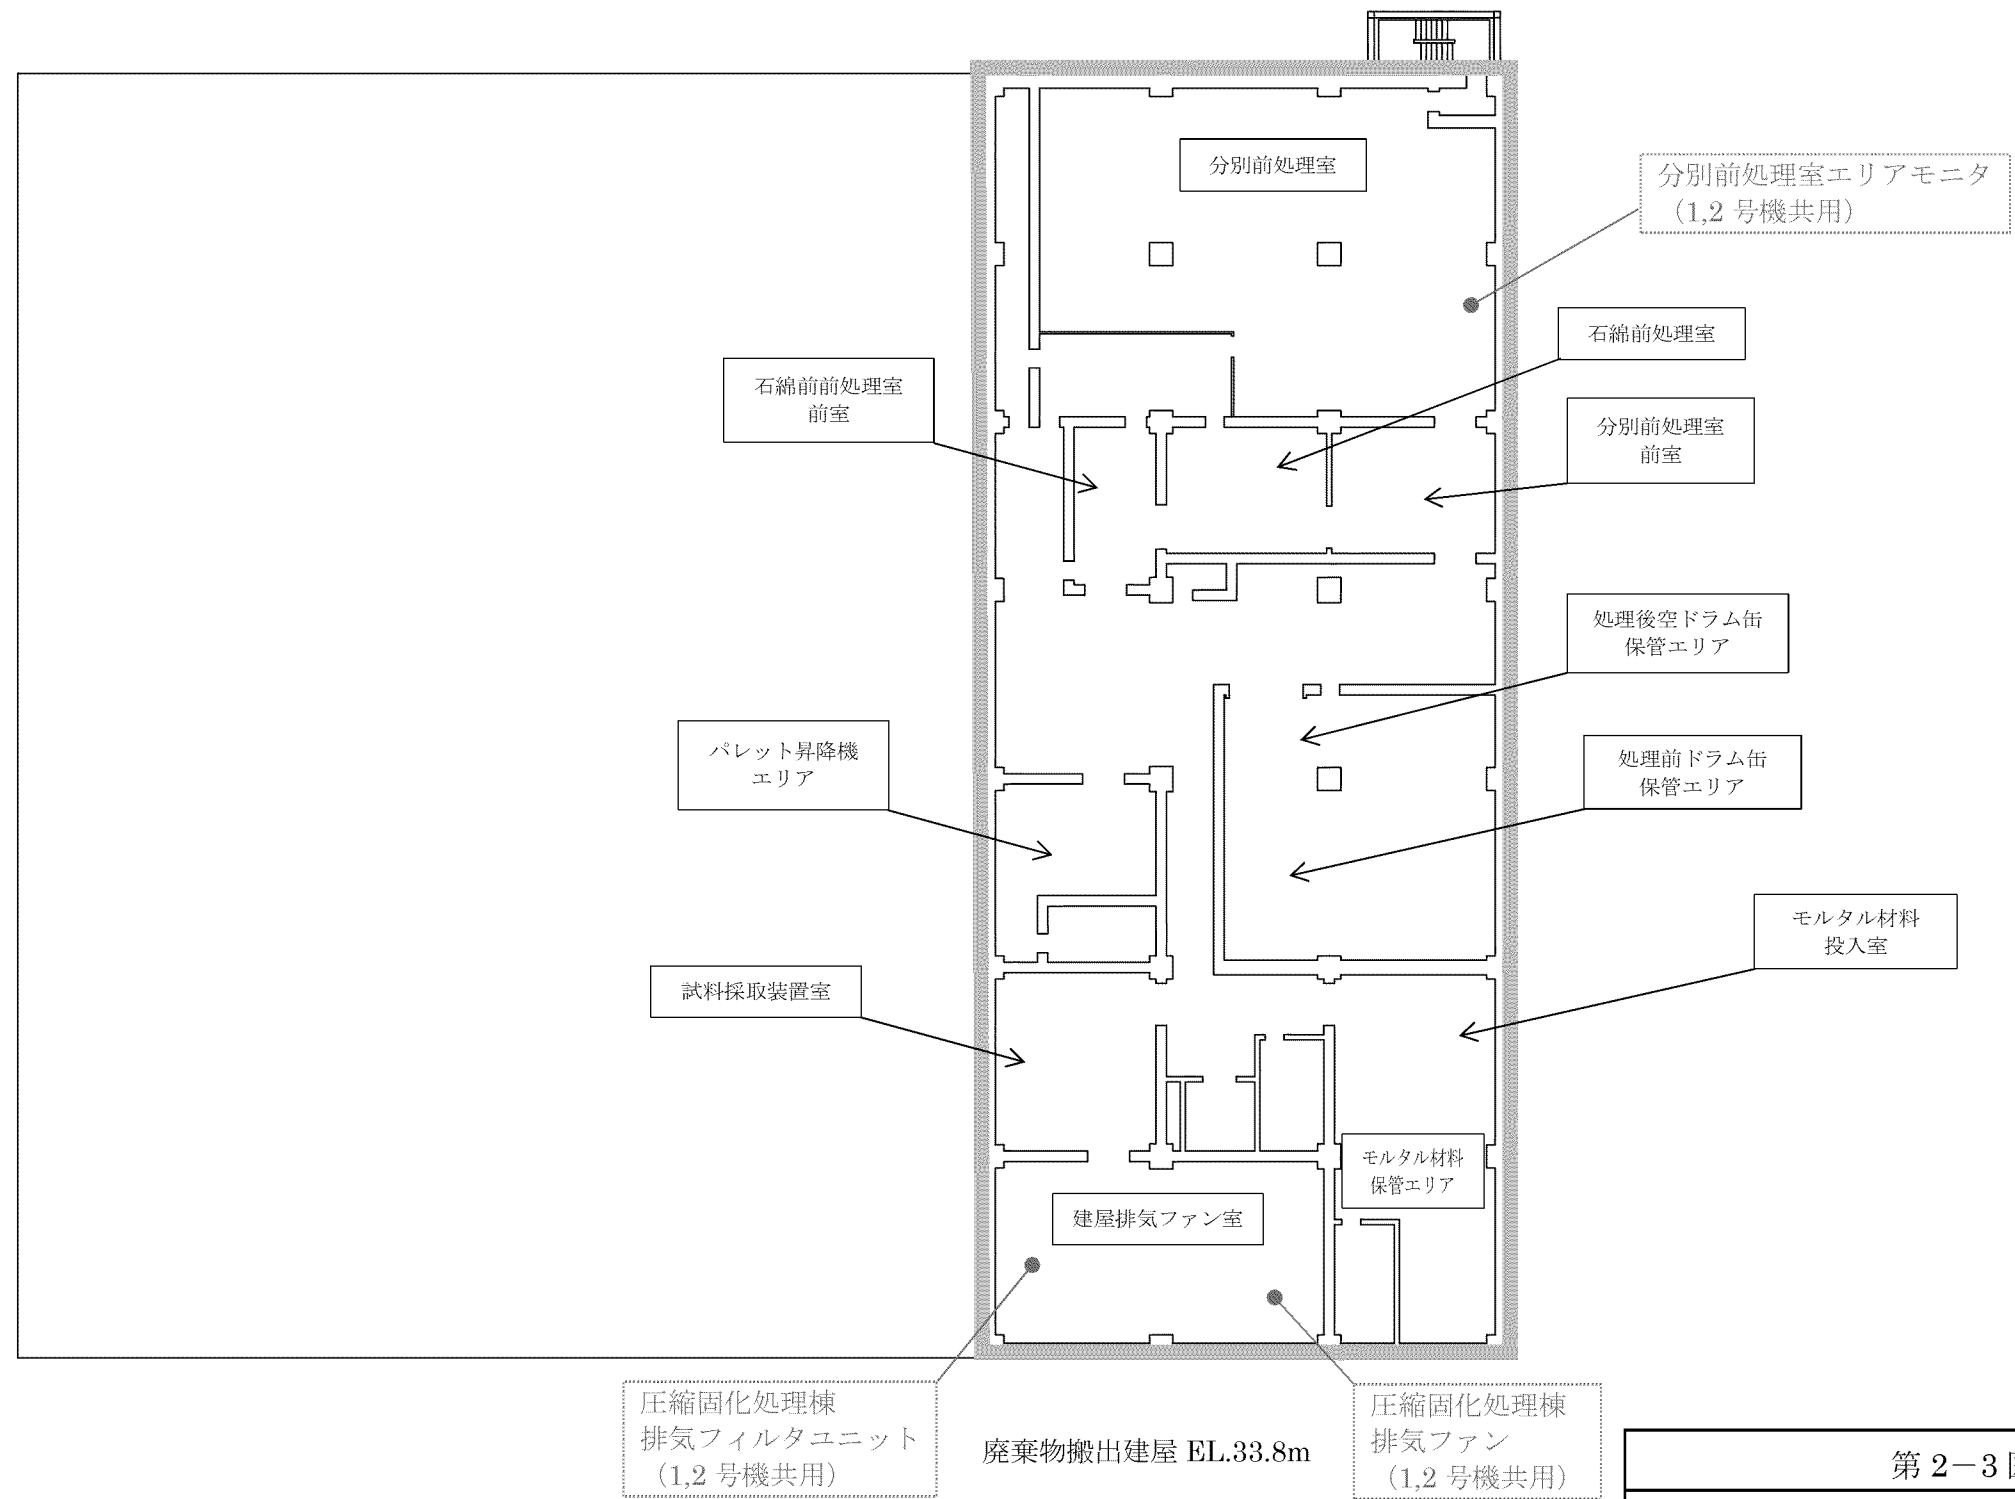 分別前処理室
分別前処理室エリアモニタ
(1,2 号機共用)
石綿前処理室
石綿前前処理室
前室
分別前処理室
前室
処理後空ドラム缶
保管エリア
パレット昇降機
エリア
処理前ドラム缶
保管エリア
モルタル材料
投入室
試料採取装置室
モルタル材料
保管エリア
建屋排気ファン室
圧縮固化処理棟
排気フィルタユニット
(1,2 号機共用)
圧縮固化処理棟
排気ファン
(1,2 号機共用)
廃棄物搬出建屋 EL.33.8m
第 2-3